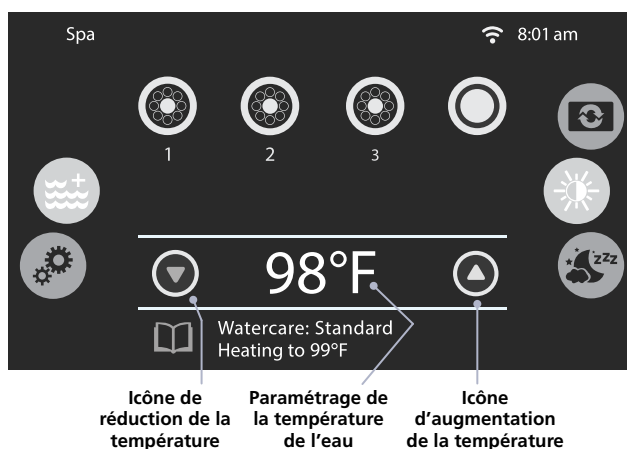 Spa
8:01 am
1 2 3
zzz
98°F
Watercare: Standard
Heating to 99°F
Icône de
réduction de la
température
Paramétrage de
la température
de l'eau
Icône
d'augmentation
de la température